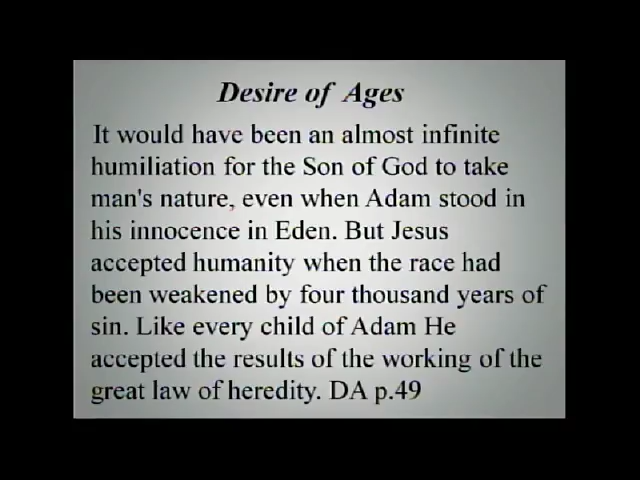 Desire of Ages
It would have been an almost infinite
humiliation for the Son of God to take
man's nature, even when Adam stood in
his innocence in Eden. But Jesus
accepted humanity when the race had
been weakened by four thousand years of
sin. Like every child of Adam He
accepted the results of the working of the
great law of heredity. DA p.49